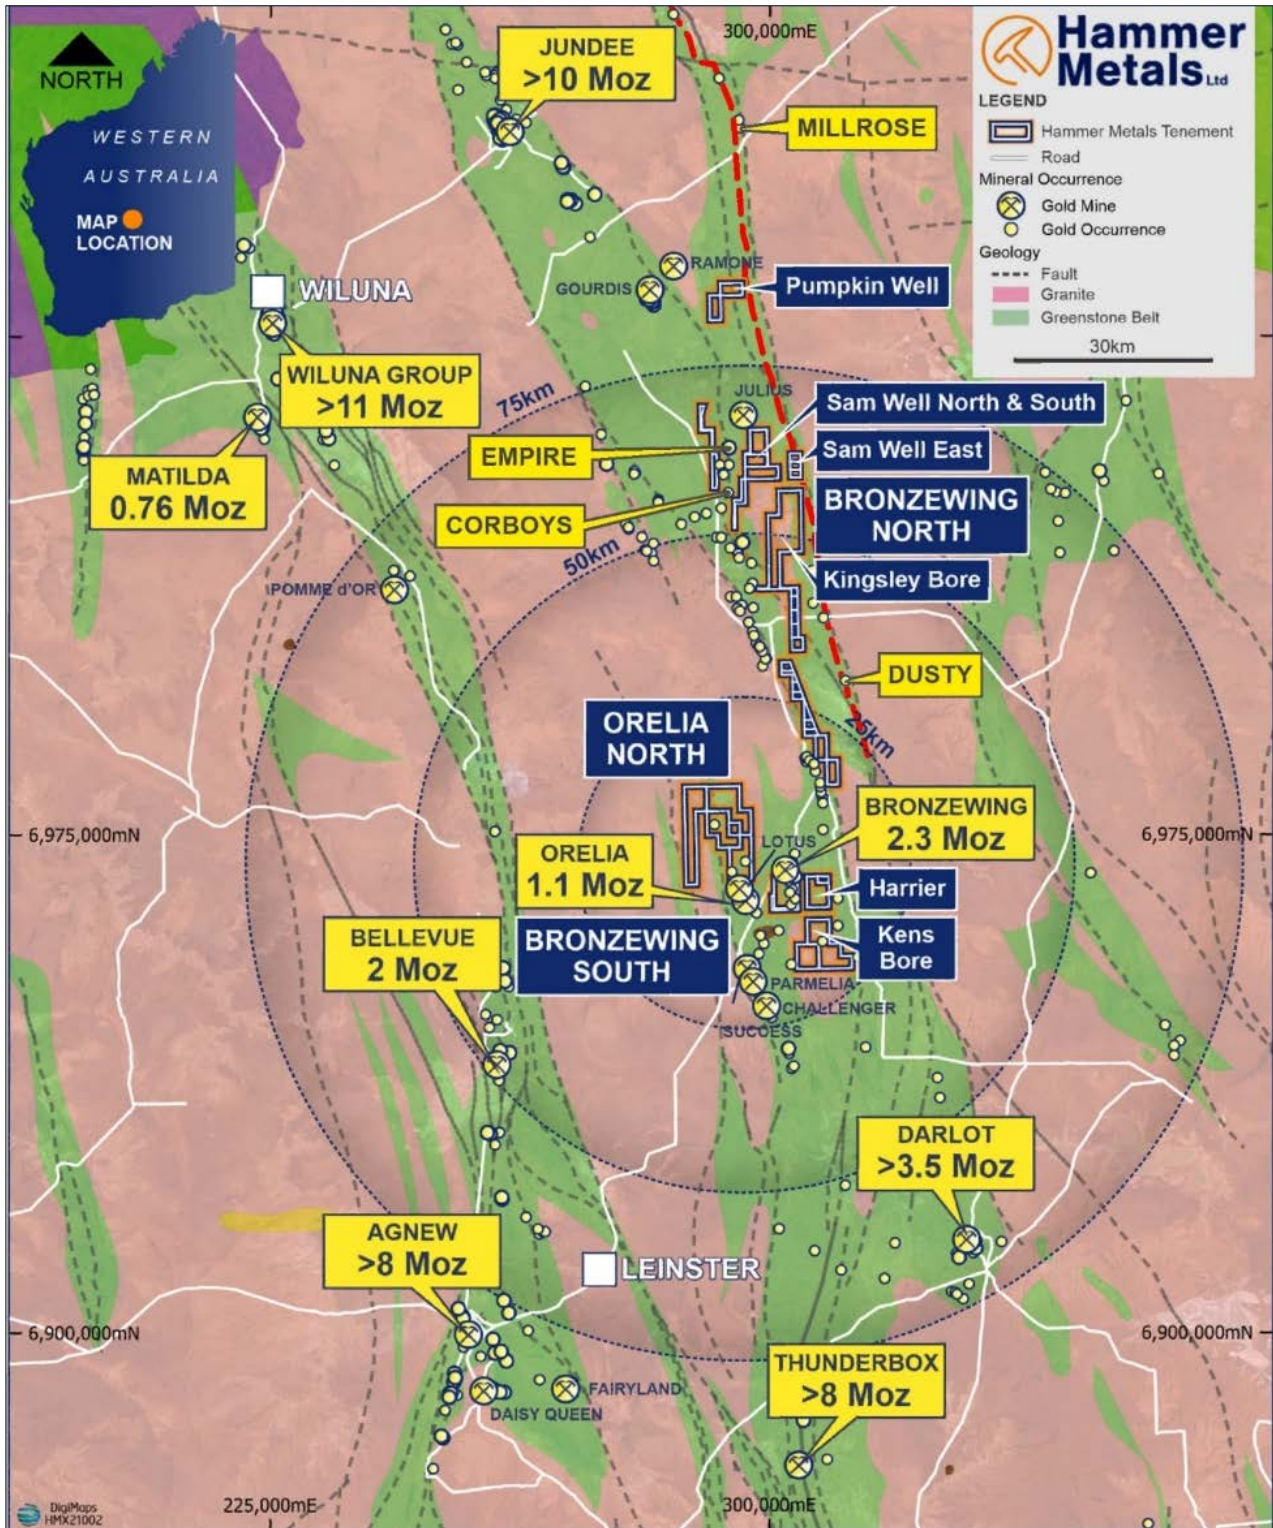 300,000mE
Hammer
Metals Ltd
LEGEND
Hammer Metals Tenement
Road
Mineral Occurrence
Gold Mine
Gold Occurrence
Geology
Fault
Granite
Greenstone Belt
30km
NORTH
WESTERN
AUSTRALIA
MAP
LOCATION
JUNDEE
>10 Moz
MILLROSE
RAMONE
GOURDIS
Pumpkin Well
WILUNA
WILUNA GROUP
>11 Moz
75km
JULIUS
Sam Well North & South
EMPIRE
Sam Well East
MATILDA
0.76 Moz
CORBOYS
BRONZEWING
NORTH
50km
Kingsley Bore
POMME d'OR
DUSTY
ORELIA
NORTH
25km
6,975,000mN
6,975,000mN
BRONZEWING
2.3 Moz
LOTUS
ORELIA
1.1 Moz
Harrier
BELLEVUE
2 Moz
BRONZEWING
SOUTH
Kens
Bore
PARMELIA
CHALLENGER
SUCCESS
DARLOT
>3.5 Moz
AGNEW
>8 Moz
LEINSTER
6,900,000mN
6,900,000mN
THUNDERBOX
>8 Moz
FAIRYLAND
DAISY QUEEN
225,000mE
300,000mE
DigiMaps
HMX21002